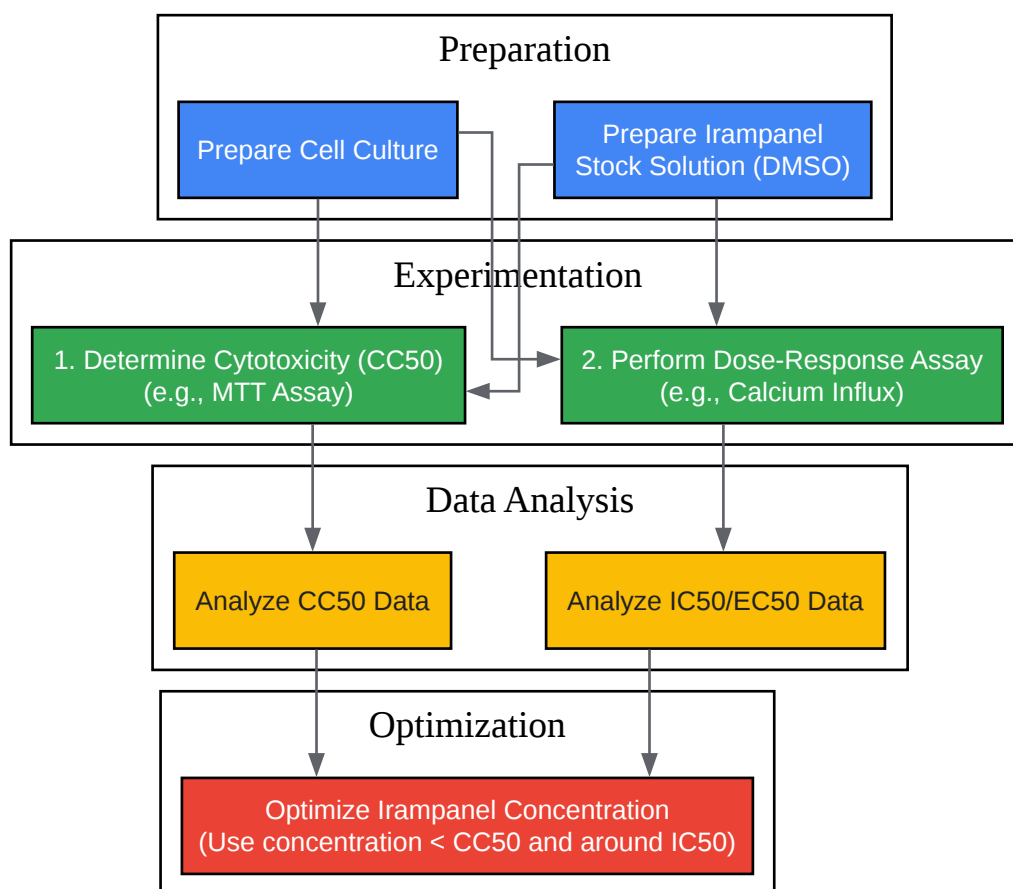 Preparation
Prepare Cell Culture
Prepare Irampanel
Stock Solution (DMSO)
Experimentation
1. Determine Cytotoxicity (CC50)
(e.g., MTT Assay)
2. Perform Dose-Response Assay
(e.g., Calcium Influx)
Data Analysis
Analyze CC50 Data
Analyze IC50/EC50 Data
Optimization
Optimize Irampanel Concentration
(Use concentration < CC50 and around IC50)